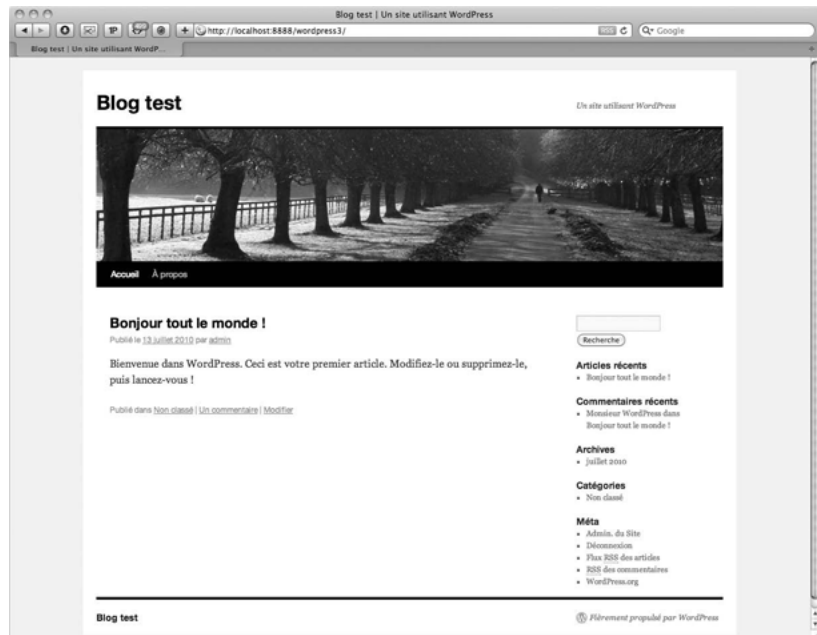 Blog test | Un site utilisant WordPress
http://localhost:8888/wordpress3/
RSS
Google
Blog test | Un site utilisant WordP...
Blog test
Un site utilisant WordPress
Accueil À propos
Bonjour tout le monde !
Publié le 13 juillet 2010 par admin
Bienvenue dans WordPress. Ceci est votre premier article. Modifiez-le ou supprimez-le,
puis lancez-vous !
Publié dans Non classé | Un commentaire | Modifier
Recherche
Articles récents
Bonjour tout le monde !
Commentaires récents
Monsieur WordPress dans
Bonjour tout le monde !
Archives
juillet 2010
Catégories
Non classé
Méta
Admin. du Site
Déconnexion
Flux RSS des articles
RSS des commentaires
WordPress.org
Blog test
Fièrement propulsé par WordPress